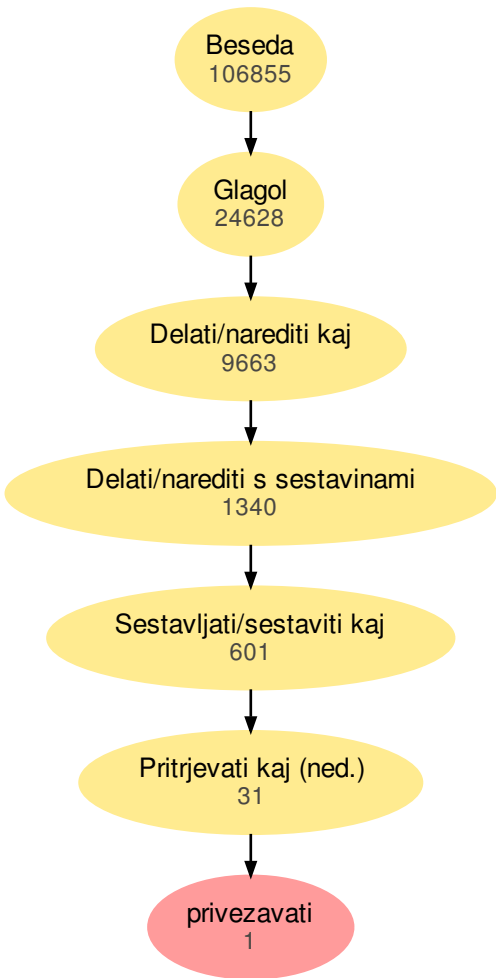 Beseda
106855
Glagol
24628
Delati/narediti kaj
9663
Delati/narediti s sestavinami
1340
Sestavljati/sestaviti kaj
601
Pritrjevati kaj (ned.)
31
privezavati
1